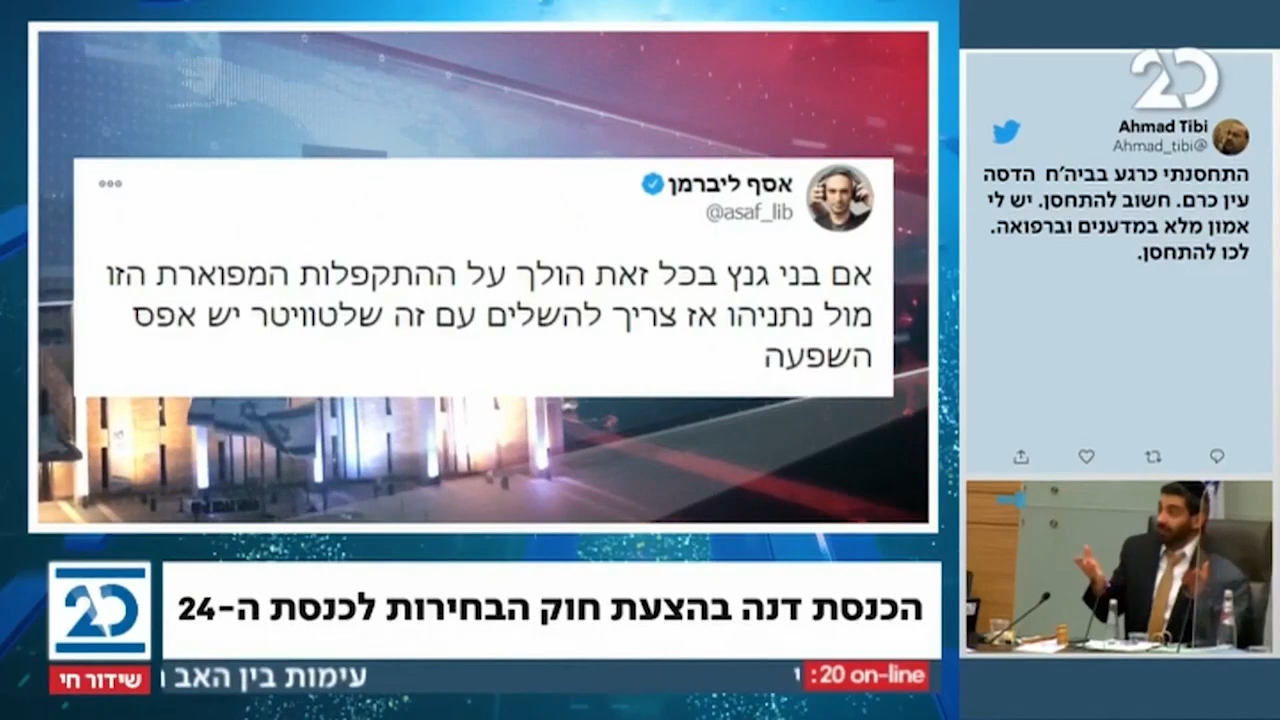 אסף ליברמן
@asaf_lib
אם בני גנץ בכל זאת הולך על ההתקפלות המפוארת הזו
מול נתניהו אז צריך להשלים עם זה שלטוויטר יש אפס
השפעה
20
Ahmad Tibi
Ahmad_tibi@
התחסנתי כרגע בביה'ח הדסה
עין כרם. חשוב להתחסן. יש לי
אמון מלא במדענים וברפואה.
לכו להתחסן.
20
הכנסת דנה בהצעת חוק הבחירות לכנסת ה-24
שידור חי
20 on-line:
עימות בין האב